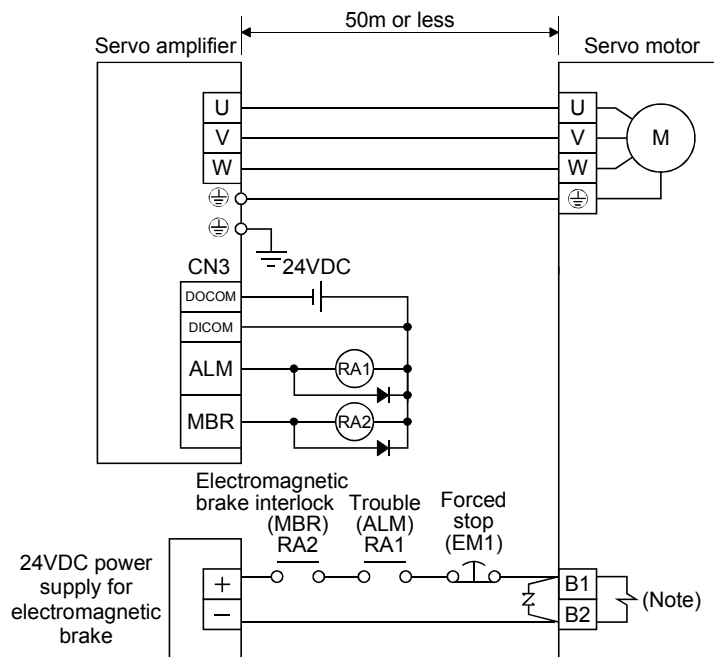 50m or less
Servo amplifier
Servo motor
U
U
V
V
M
W
W
CN3
24VDC
DOCOM
DICOM
ALM
RA1
MBR
RA2
Electromagnetic
brake interlock
(MBR)
RA2
Trouble
(ALM)
RA1
Forced
stop
(EM1)
24VDC power
supply for
electromagnetic
brake
+
−
B1
B2
(Note)